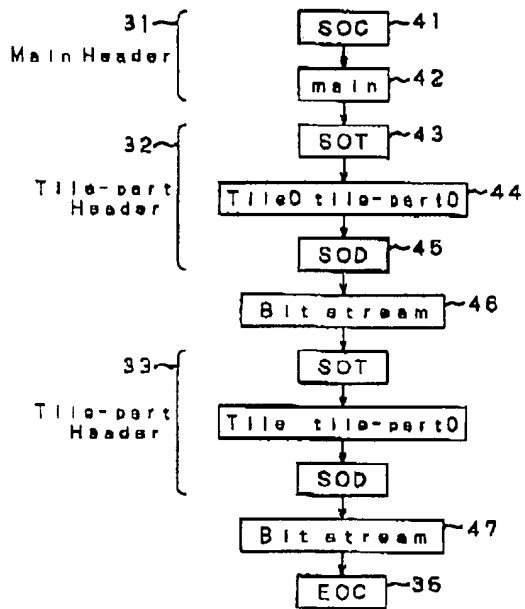 31
Main Header
SOC
41
main
42
32
Tile-part
Header
SOT
43
Tile0 tile-part0
44
SOD
45
Bit stream
46
33
Tile-part
Header
SOT
Tile tile-part0
SOD
Bit stream
47
EOC
36